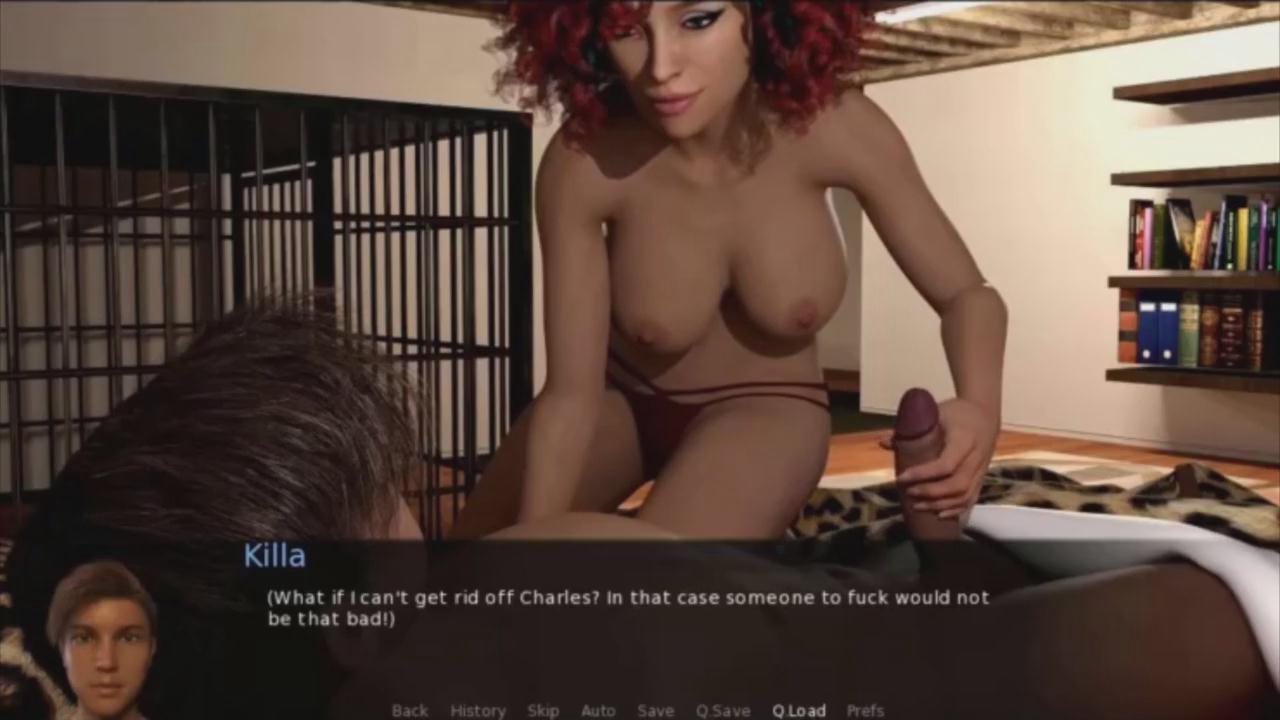 Killa
(What if I can't get rid off Charles? In that case someone to fuck would not
be that bad!)
Back History Skip Auto Save Q.Save Q.Load Prefs